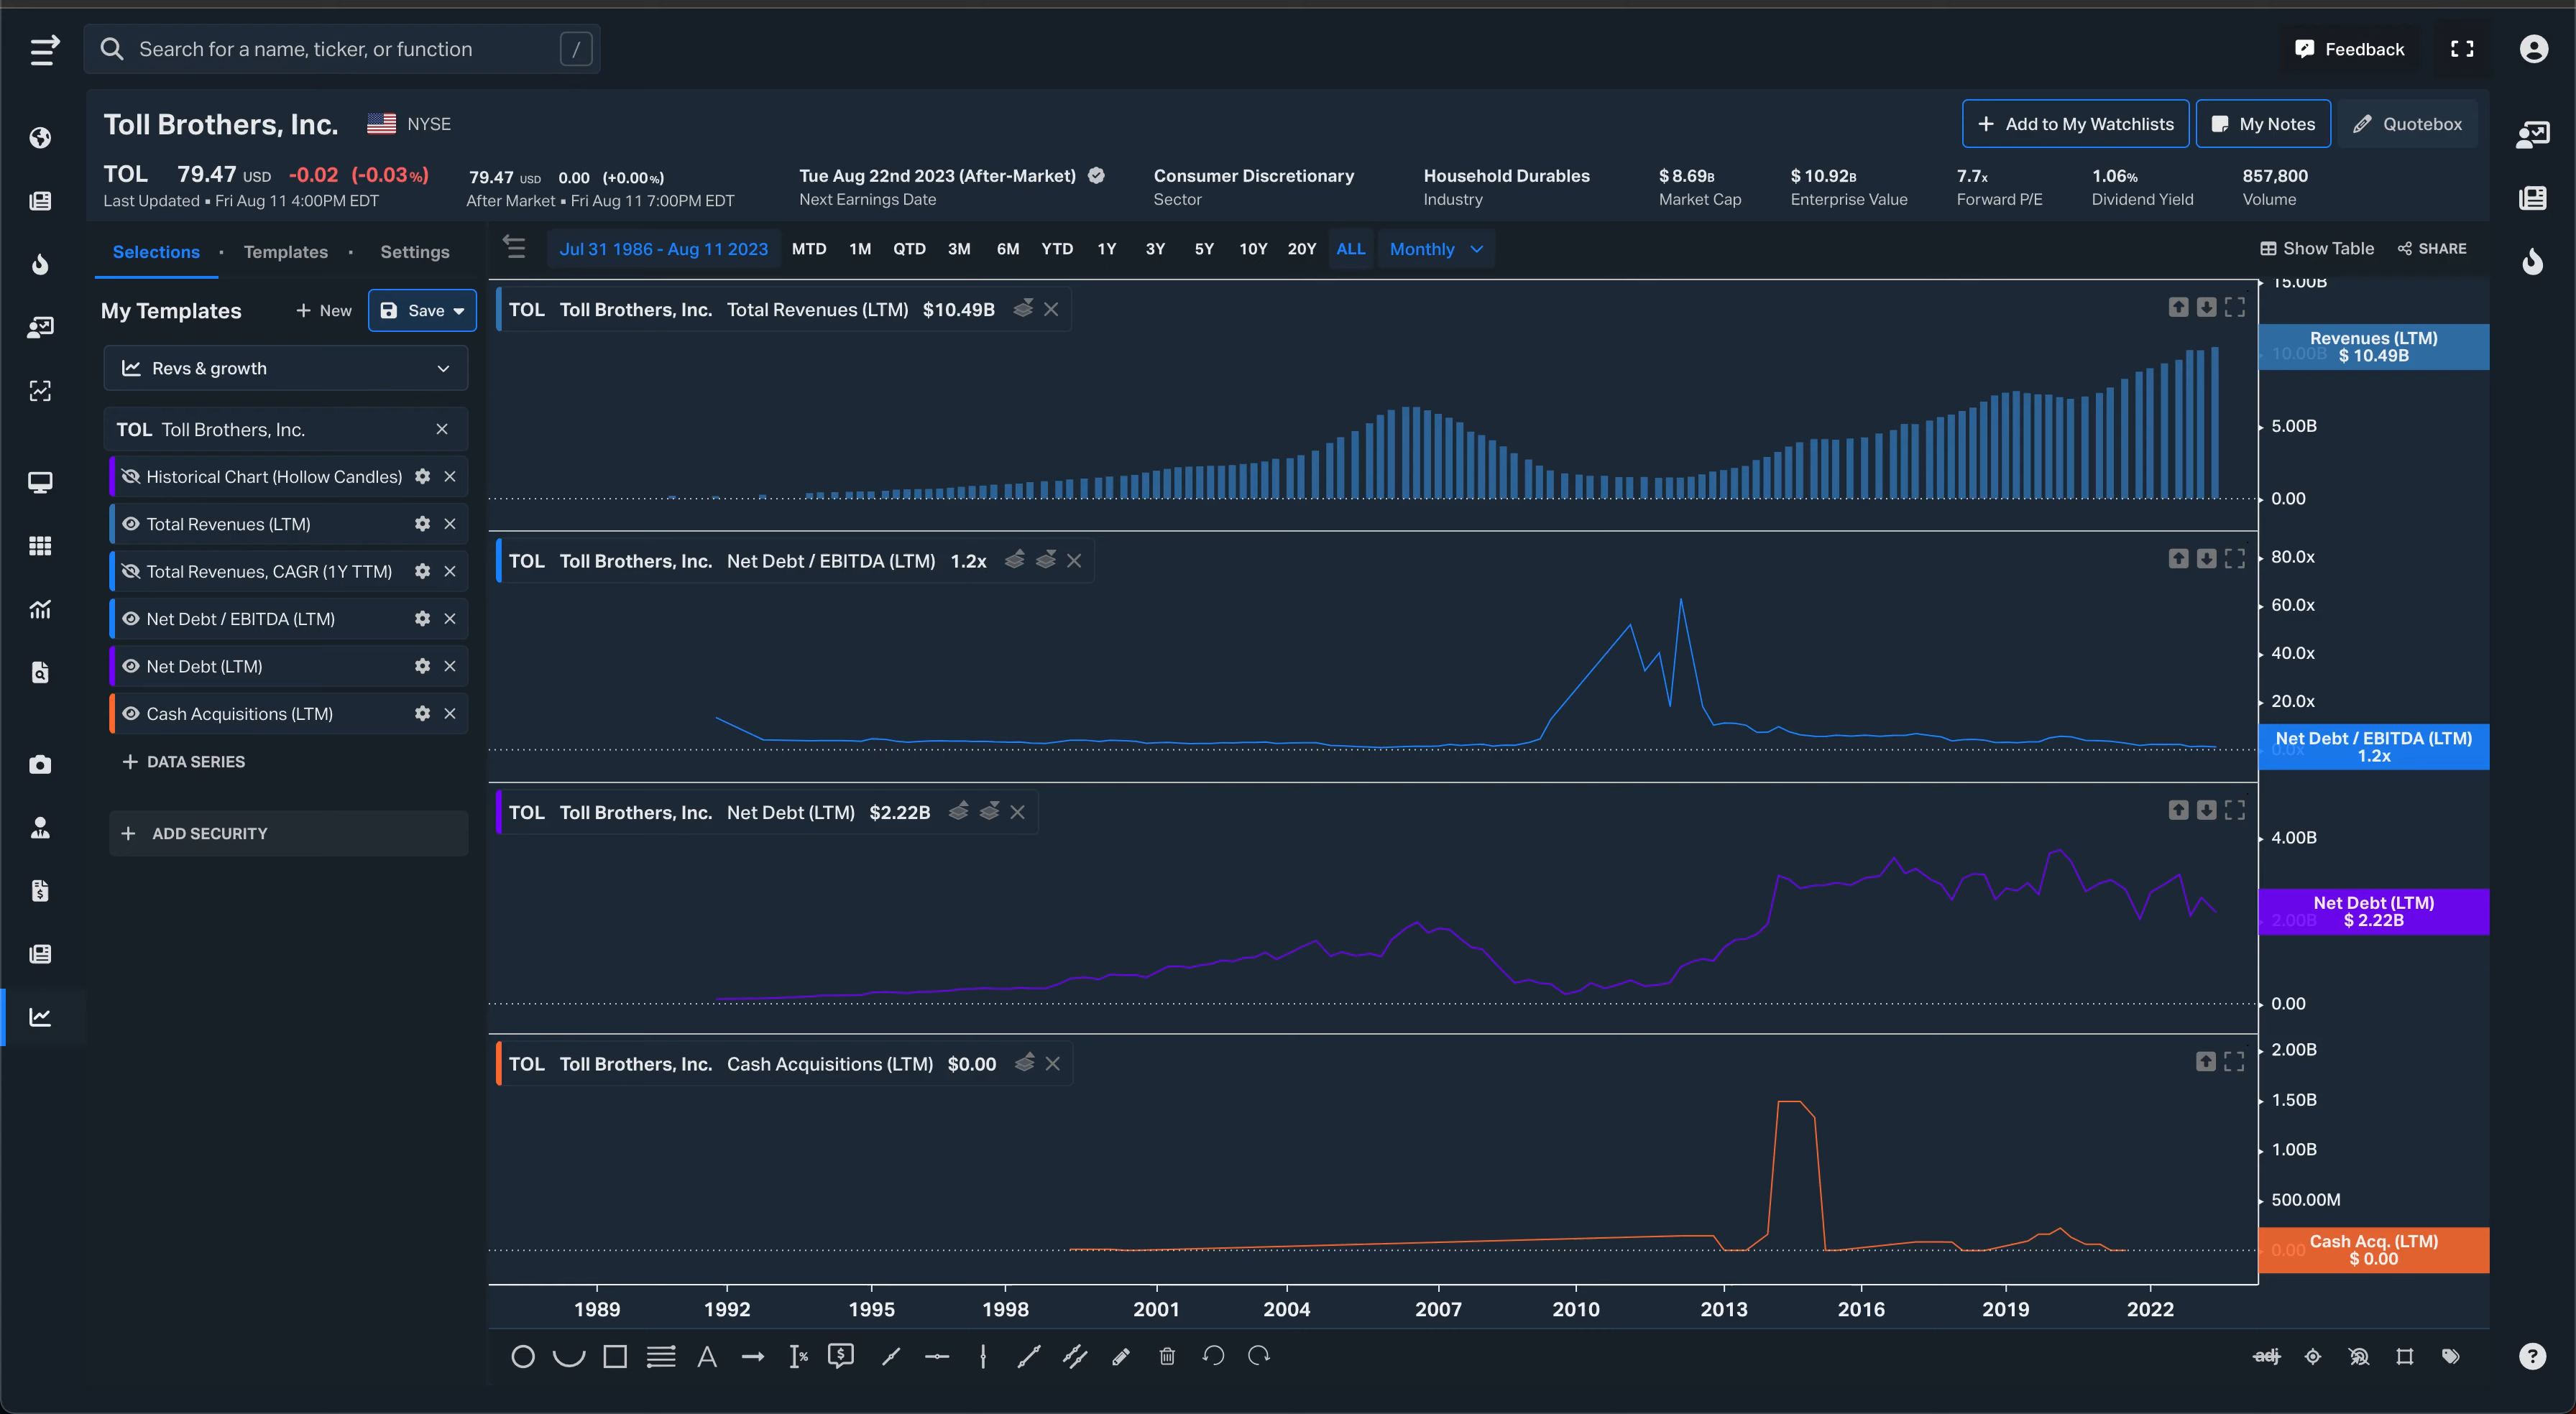 Search for a name, ticker, or function /
Feedback
Toll Brothers, Inc. NYSE
+ Add to My Watchlists
My Notes
Quotebox
TOL 79.47 USD -0.02 (-0.03%)
Last Updated ▪ Fri Aug 11 4:00PM EDT
79.47 USD 0.00 (+0.00%)
After Market ▪ Fri Aug 11 7:00PM EDT
Tue Aug 22nd 2023 (After-Market)
Next Earnings Date
Consumer Discretionary
Sector
Household Durables
Industry
$ 8.69B
Market Cap
$ 10.92B
Enterprise Value
7.7x
Forward P/E
1.06%
Dividend Yield
857,800
Volume
Selections · Templates · Settings
My Templates + New Save
Revs & growth
TOL Toll Brothers, Inc.
Historical Chart (Hollow Candles)
Total Revenues (LTM)
Total Revenues, CAGR (1Y TTM)
Net Debt / EBITDA (LTM)
Net Debt (LTM)
Cash Acquisitions (LTM)
+ DATA SERIES
+ ADD SECURITY
Jul 31 1986 - Aug 11 2023 MTD 1M QTD 3M 6M YTD 1Y 3Y 5Y 10Y 20Y ALL Monthly
Show Table SHARE
TOL Toll Brothers, Inc. Total Revenues (LTM) $10.49B
15.00B
10.00B
Revenues (LTM)
$ 10.49B
5.00B
0.00
TOL Toll Brothers, Inc. Net Debt / EBITDA (LTM) 1.2x
80.0x
60.0x
40.0x
20.0x
0.0x
Net Debt / EBITDA (LTM)
1.2x
TOL Toll Brothers, Inc. Net Debt (LTM) $2.22B
4.00B
2.00B
Net Debt (LTM)
$ 2.22B
0.00
TOL Toll Brothers, Inc. Cash Acquisitions (LTM) $0.00
2.00B
1.50B
1.00B
500.00M
0.00
Cash Acq. (LTM)
$ 0.00
1989 1992 1995 1998 2001 2004 2007 2010 2013 2016 2019 2022
A
%
$
adj
?